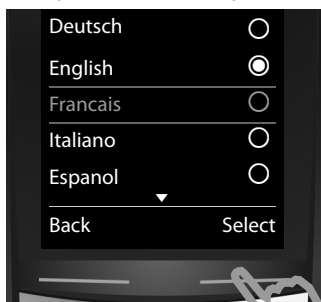 Deutsch
English
Francais
Italiano
Espanol
Back Select